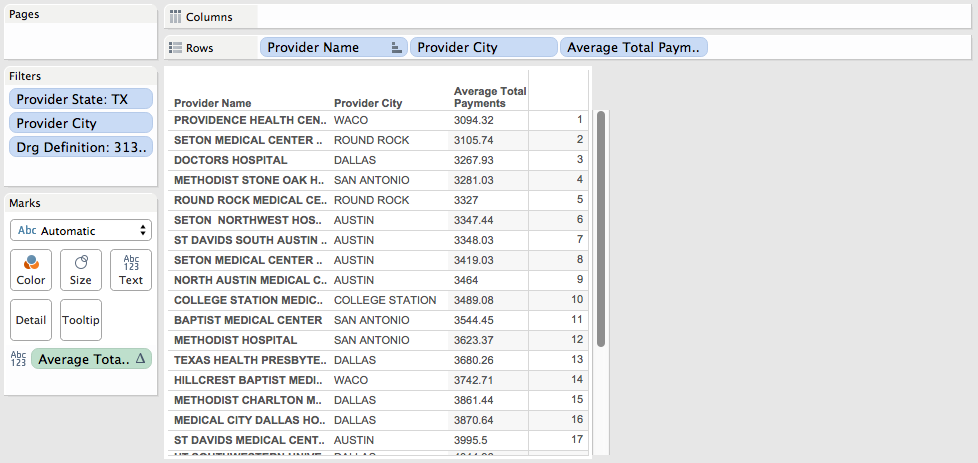 Pages
Columns
Rows
Provider Name
Provider City
Average Total Paym..
Filters
Provider State: TX
Provider City
Drg Definition: 313..
Marks
Abc Automatic
Color
Size
Abc
123
Text
Detail
Tooltip
Abc
123
Average Tota.. Δ
Provider Name Provider City Average Total
Payments
PROVIDENCE HEALTH CEN.. WACO 3094.32 1
SETON MEDICAL CENTER .. ROUND ROCK 3105.74 2
DOCTORS HOSPITAL DALLAS 3267.93 3
METHODIST STONE OAK H.. SAN ANTONIO 3281.03 4
ROUND ROCK MEDICAL CE.. ROUND ROCK 3327 5
SETON  NORTHWEST HOS.. AUSTIN 3347.44 6
ST DAVIDS SOUTH AUSTIN .. AUSTIN 3348.03 7
SETON MEDICAL CENTER .. AUSTIN 3419.03 8
NORTH AUSTIN MEDICAL C.. AUSTIN 3464 9
COLLEGE STATION MEDIC.. COLLEGE STATION 3489.08 10
BAPTIST MEDICAL CENTER SAN ANTONIO 3544.45 11
METHODIST HOSPITAL SAN ANTONIO 3623.37 12
TEXAS HEALTH PRESBYTE.. DALLAS 3680.26 13
HILLCREST BAPTIST MEDI.. WACO 3742.71 14
METHODIST CHARLTON M.. DALLAS 3861.44 15
MEDICAL CITY DALLAS HO.. DALLAS 3870.64 16
ST DAVIDS MEDICAL CENT.. AUSTIN 3995.5 17